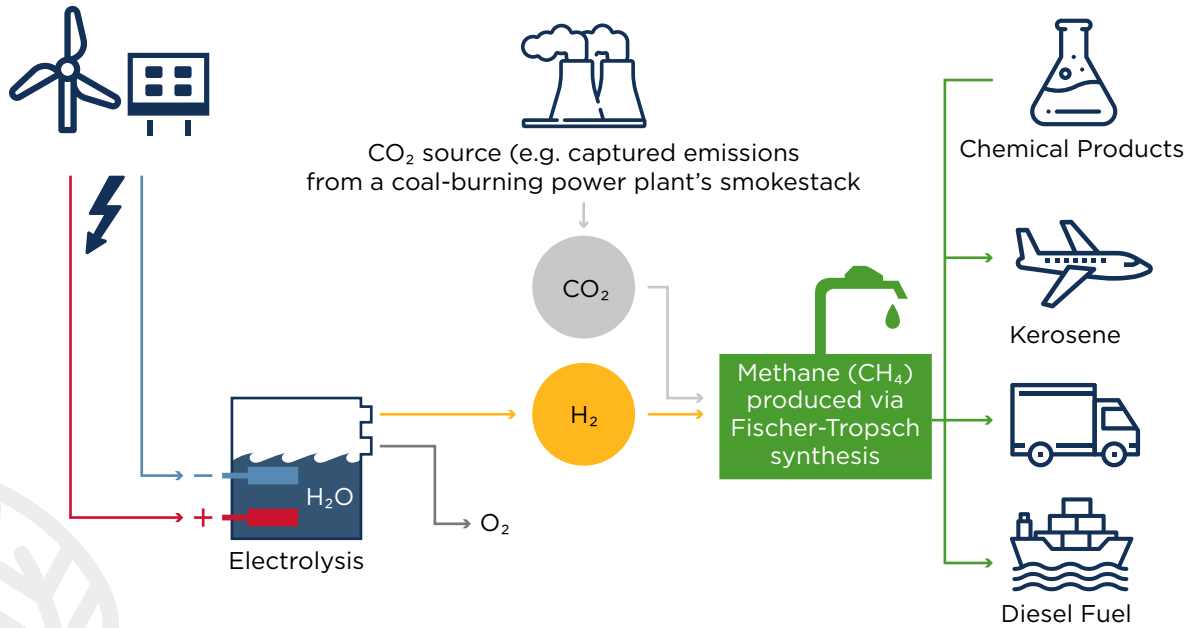 CO₂ source (e.g. captured emissions
from a coal-burning power plant's smokestack
Chemical Products
CO₂
Kerosene
Methane (CH₄)
produced via
Fischer-Tropsch
synthesis
H₂
−
H₂O
+
O₂
Electrolysis
Diesel Fuel